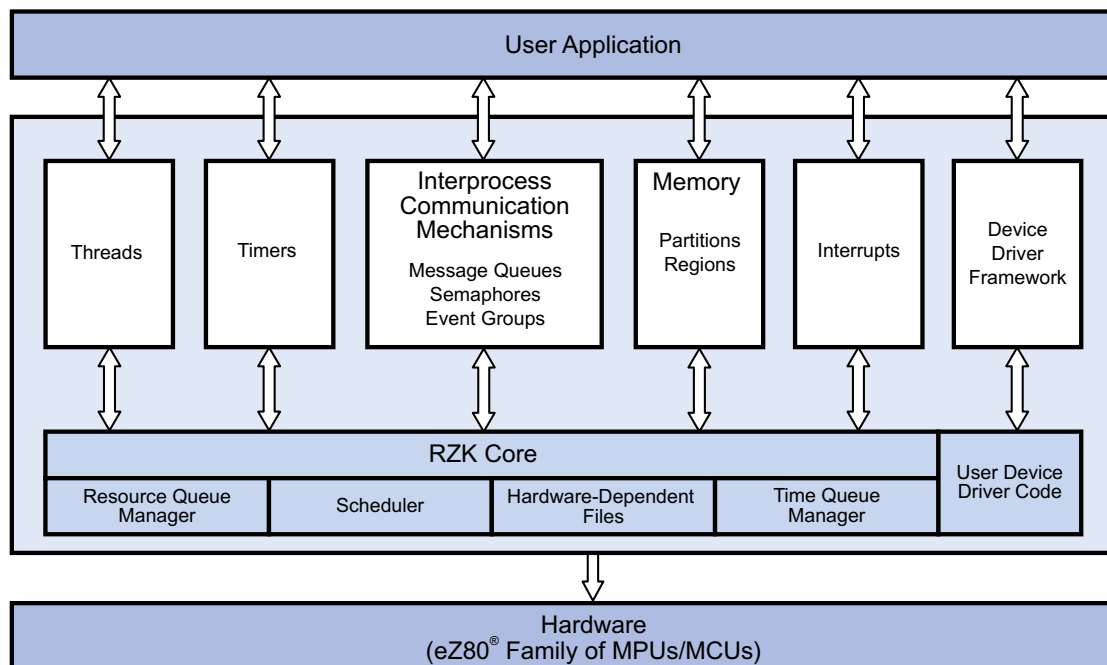 User Application
Threads
Timers
Interprocess
Communication
Mechanisms
Message Queues
Semaphores
Event Groups
Memory
Partitions
Regions
Interrupts
Device
Driver
Framework
RZK Core
Resource Queue
Manager
Scheduler
Hardware-Dependent
Files
Time Queue
Manager
User Device
Driver Code
Hardware
(eZ80® Family of MPUs/MCUs)